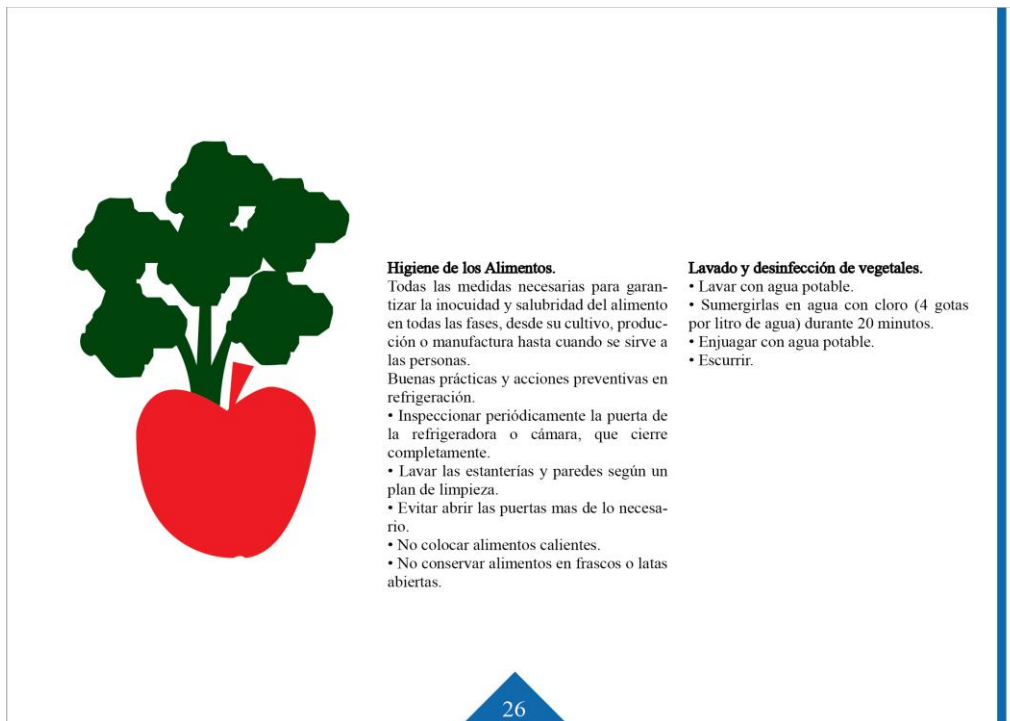 Higiene de los Alimentos.
Todas las medidas necesarias para garan-
tizar la inocuidad y salubridad del alimento
en todas las fases, desde su cultivo, produc-
ción o manufactura hasta cuando se sirve a
las personas.
Buenas prácticas y acciones preventivas en
refrigeración.
• Inspeccionar periódicamente la puerta de
la refrigeradora o cámara, que cierre
completamente.
• Lavar las estanterías y paredes según un
plan de limpieza.
• Evitar abrir las puertas mas de lo necesa-
rio.
• No colocar alimentos calientes.
• No conservar alimentos en frascos o latas
abiertas.
Lavado y desinfección de vegetales.
• Lavar con agua potable.
• Sumergirlas en agua con cloro (4 gotas
por litro de agua) durante 20 minutos.
• Enjuagar con agua potable.
• Escurrir.
26